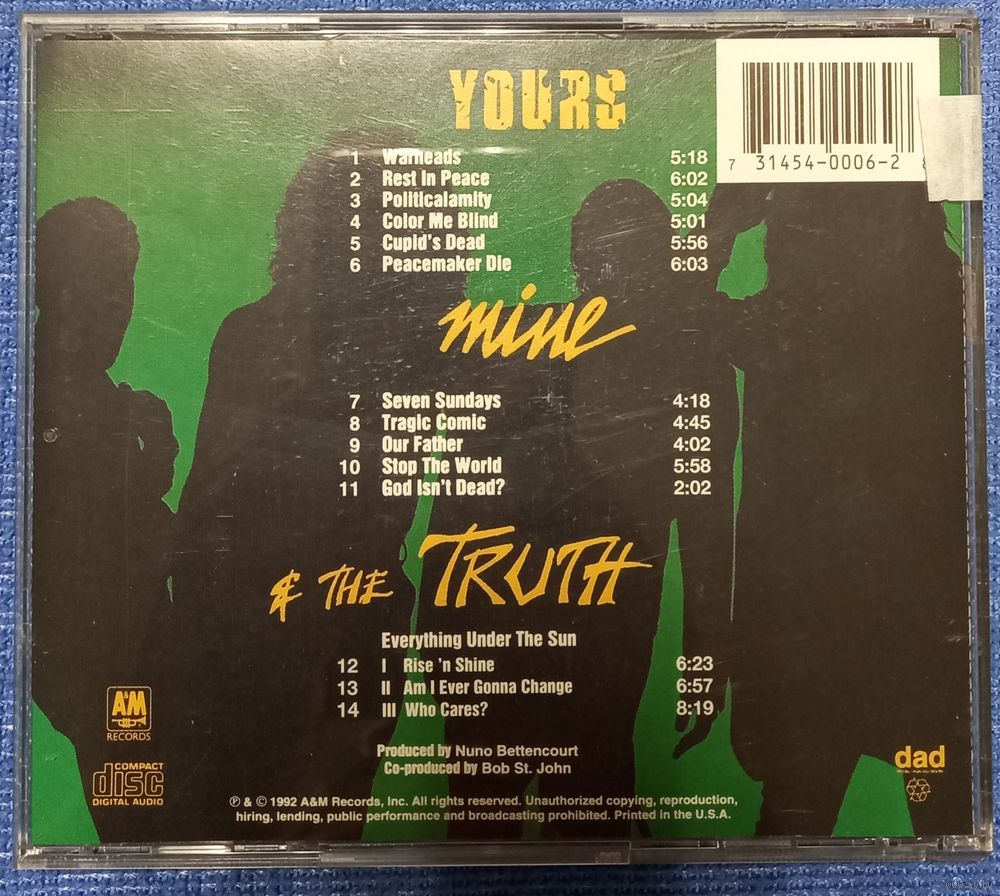 YOURS
7 31454-0006-2
1 Warheads 5:18
2 Rest In Peace 6:02
3 Politicalamity 5:04
4 Color Me Blind 5:01
5 Cupid's Dead 5:56
6 Peacemaker Die 6:03
mine
7 Seven Sundays 4:18
8 Tragic Comic 4:45
9 Our Father 4:02
10 Stop The World 5:58
11 God Isn't Dead? 2:02
& THE TRUTH
Everything Under The Sun
12 I Rise 'n Shine 6:23
13 II Am I Ever Gonna Change 6:57
14 III Who Cares? 8:19
A&M
RECORDS
Produced by Nuno Bettencourt
Co-produced by Bob St. John
dad
COMPACT
disc
DIGITAL AUDIO
℗ & © 1992 A&M Records, Inc. All rights reserved. Unauthorized copying, reproduction,
hiring, lending, public performance and broadcasting prohibited. Printed in the U.S.A.